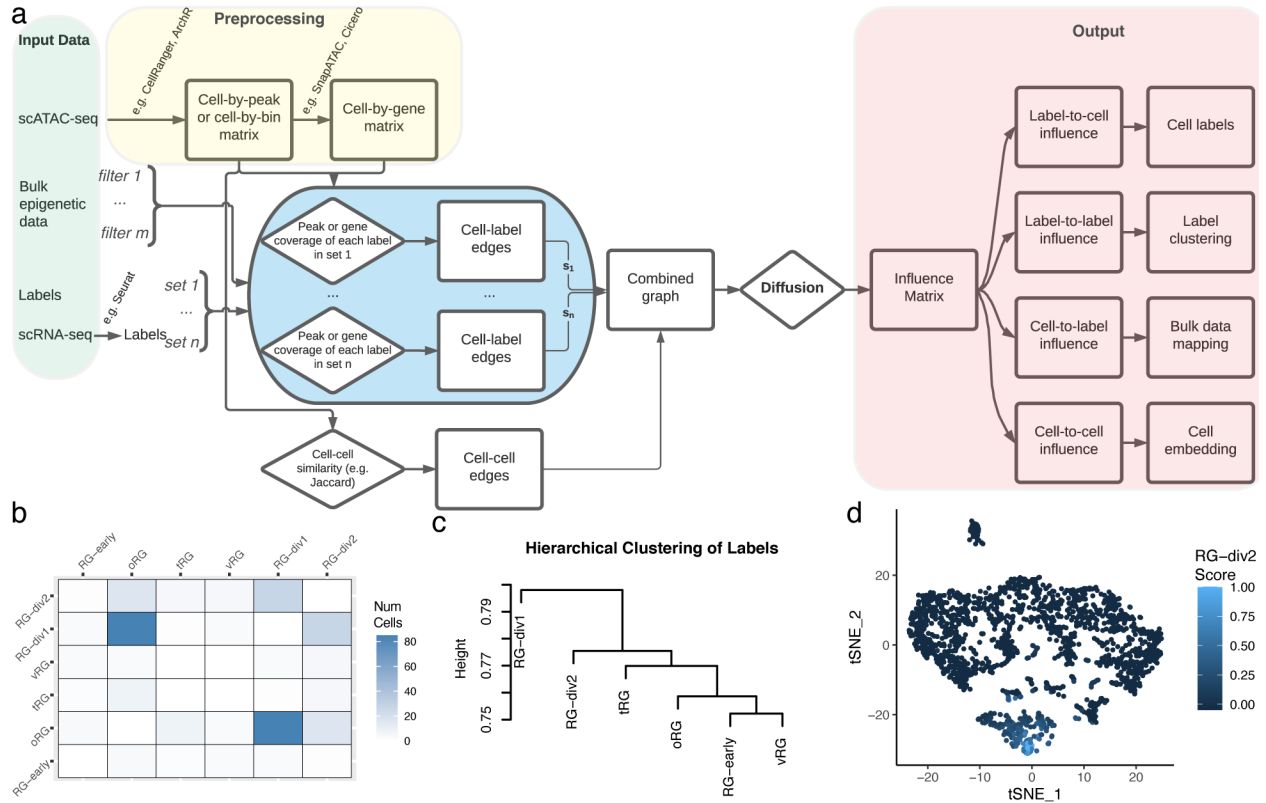 a
Preprocessing
Input Data
e.g. CellRanger, ArchR
e.g. SnapATAC, Cicero
scATAC-seq
Cell-by-peak
or cell-by-bin
matrix
Cell-by-gene
matrix
Bulk
epigenetic
data
filter 1
...
filter m
Labels
scRNA-seq
e.g. Seurat
Labels
set 1
...
set n
Peak or gene
coverage of each label
in set 1
Cell-label
edges
s1
...
...
sn
Peak or gene
coverage of each label
in set n
Cell-label
edges
Cell-cell
similarity (e.g.
Jaccard)
Cell-cell
edges
Combined
graph
Diffusion
Output
Influence
Matrix
Label-to-cell
influence
Cell labels
Label-to-label
influence
Label
clustering
Cell-to-label
influence
Bulk data
mapping
Cell-to-cell
influence
Cell
embedding
b
RG-early
oRG
tRG
vRG
RG-div1
RG-div2
RG-div2
RG-div1
vRG
tRG
oRG
RG-early
Num
Cells
80
60
40
20
0
c
Hierarchical Clustering of Labels
Height
0.79
0.77
0.75
RG-div1
RG-div2
tRG
oRG
RG-early
vRG
d
tSNE_2
20
0
−20
−20
−10
0
10
20
tSNE_1
RG-div2
Score
1.00
0.75
0.50
0.25
0.00